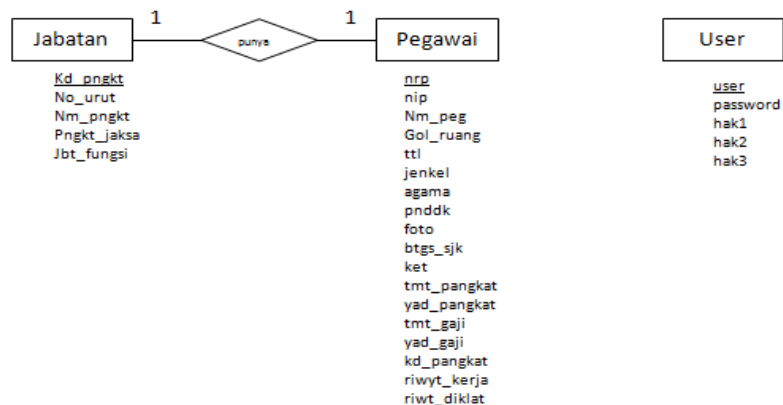 1
1
Jabatan
punya
Pegawai
User
Kd_pngkt
No_urut
Nm_pngkt
Pngkt_jaksa
Jbt_fungsi
nrp
nip
Nm_peg
Gol_ruang
ttl
jenkel
agama
pnddk
foto
btgs_sjk
ket
tmt_pangkat
yad_pangkat
tmt_gaji
yad_gaji
kd_pangkat
riwyt_kerja
riwt_diklat
user
password
hak1
hak2
hak3